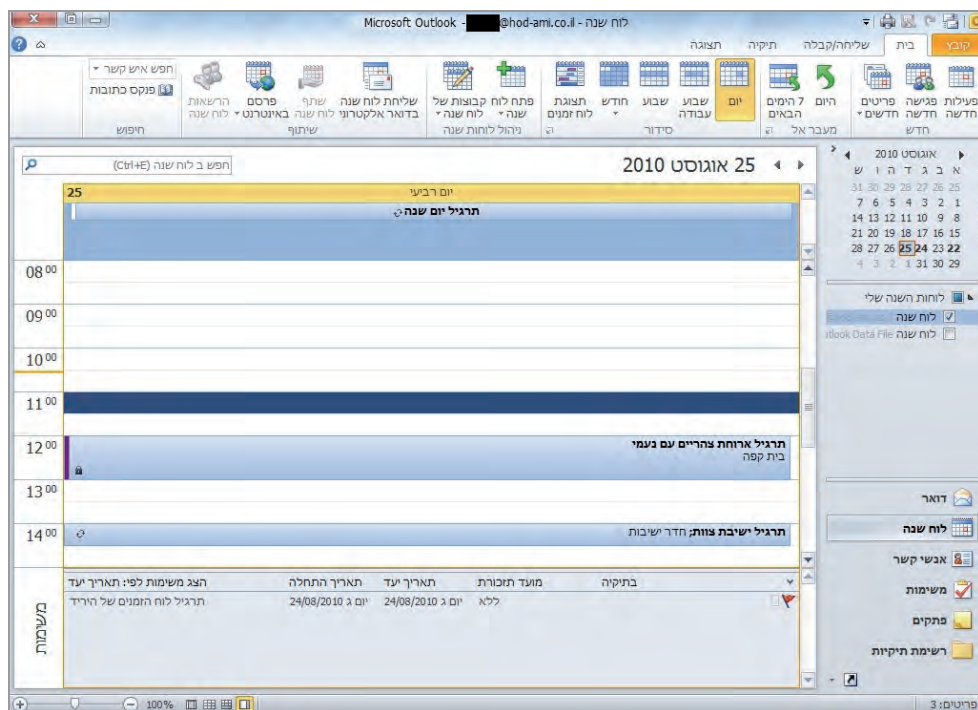 לוח שנה - @hod-ami.co.il - Microsoft Outlook
קובץ
בית
שליחה/קבלה
תיקיה
תצוגה
פעילות חדשה
פגישה חדשה
פריטים חדשים
היום
7 הימים הבאים
יום
שבוע עבודה
שבוע
חודש
תצוגת לוח זמנים
פתח לוח שנה
קבוצות של לוח שנה
שליחת לוח שנה בדואר אלקטרוני
שתף לוח שנה
פרסם באינטרנט
הרשאות לוח שנה
חפש איש קשר
פנקס כתובות
חדש
מעבר אל
סידור
ניהול לוחות שנה
שיתוף
חיפוש
אוגוסט 2010
א ב ג ד ה ו ש
25 26 27 28 29 30 31
1 2 3 4 5 6 7
8 9 10 11 12 13 14
15 16 17 18 19 20 21
22 23 24 25 26 27 28
29 30 31 1 2 3 4
לוחות השנה שלי
לוח שנה
לוח שנה utlook Data File
דואר
לוח שנה
אנשי קשר
משימות
פתקים
רשימת תיקיות
25 אוגוסט 2010
חפש ב לוח שנה (Ctrl+E)
יום רביעי
25
תרגיל יום שנה
08 00
09 00
10 00
11 00
12 00
תרגיל ארוחת צהריים עם נעמי
בית קפה
13 00
14 00
תרגיל ישיבת צוות; חדר ישיבות
משימות
הצג משימות לפי: תאריך יעד
תאריך התחלה
תאריך יעד
מועד תזכורת
בתיקיה
תרגיל לוח הזמנים של היריד
יום ג 24/08/2010
יום ג 24/08/2010
ללא
פריטים: 3
100%